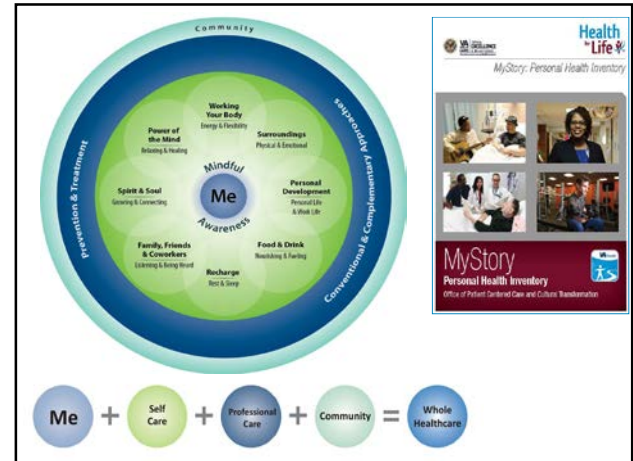 Community
Prevention & Treatment
Conventional & Complementary Approaches
Working
Your Body
Energy & Flexibility
Surroundings
Physical & Emotional
Personal
Development
Personal Life
& Work Life
Food & Drink
Nourishing & Fueling
Recharge
Rest & Sleep
Family, Friends
& Coworkers
Listening & Being Heard
Spirit & Soul
Growing & Connecting
Power of
the Mind
Relaxing & Healing
Mindful
Me
Awareness
Me + Self Care + Professional Care + Community = Whole Healthcare
VA
EXCELLENCE
Health
for Life
MyStory: Personal Health Inventory
MyStory
Personal Health Inventory
Office of Patient Centered Care and Cultural Transformation